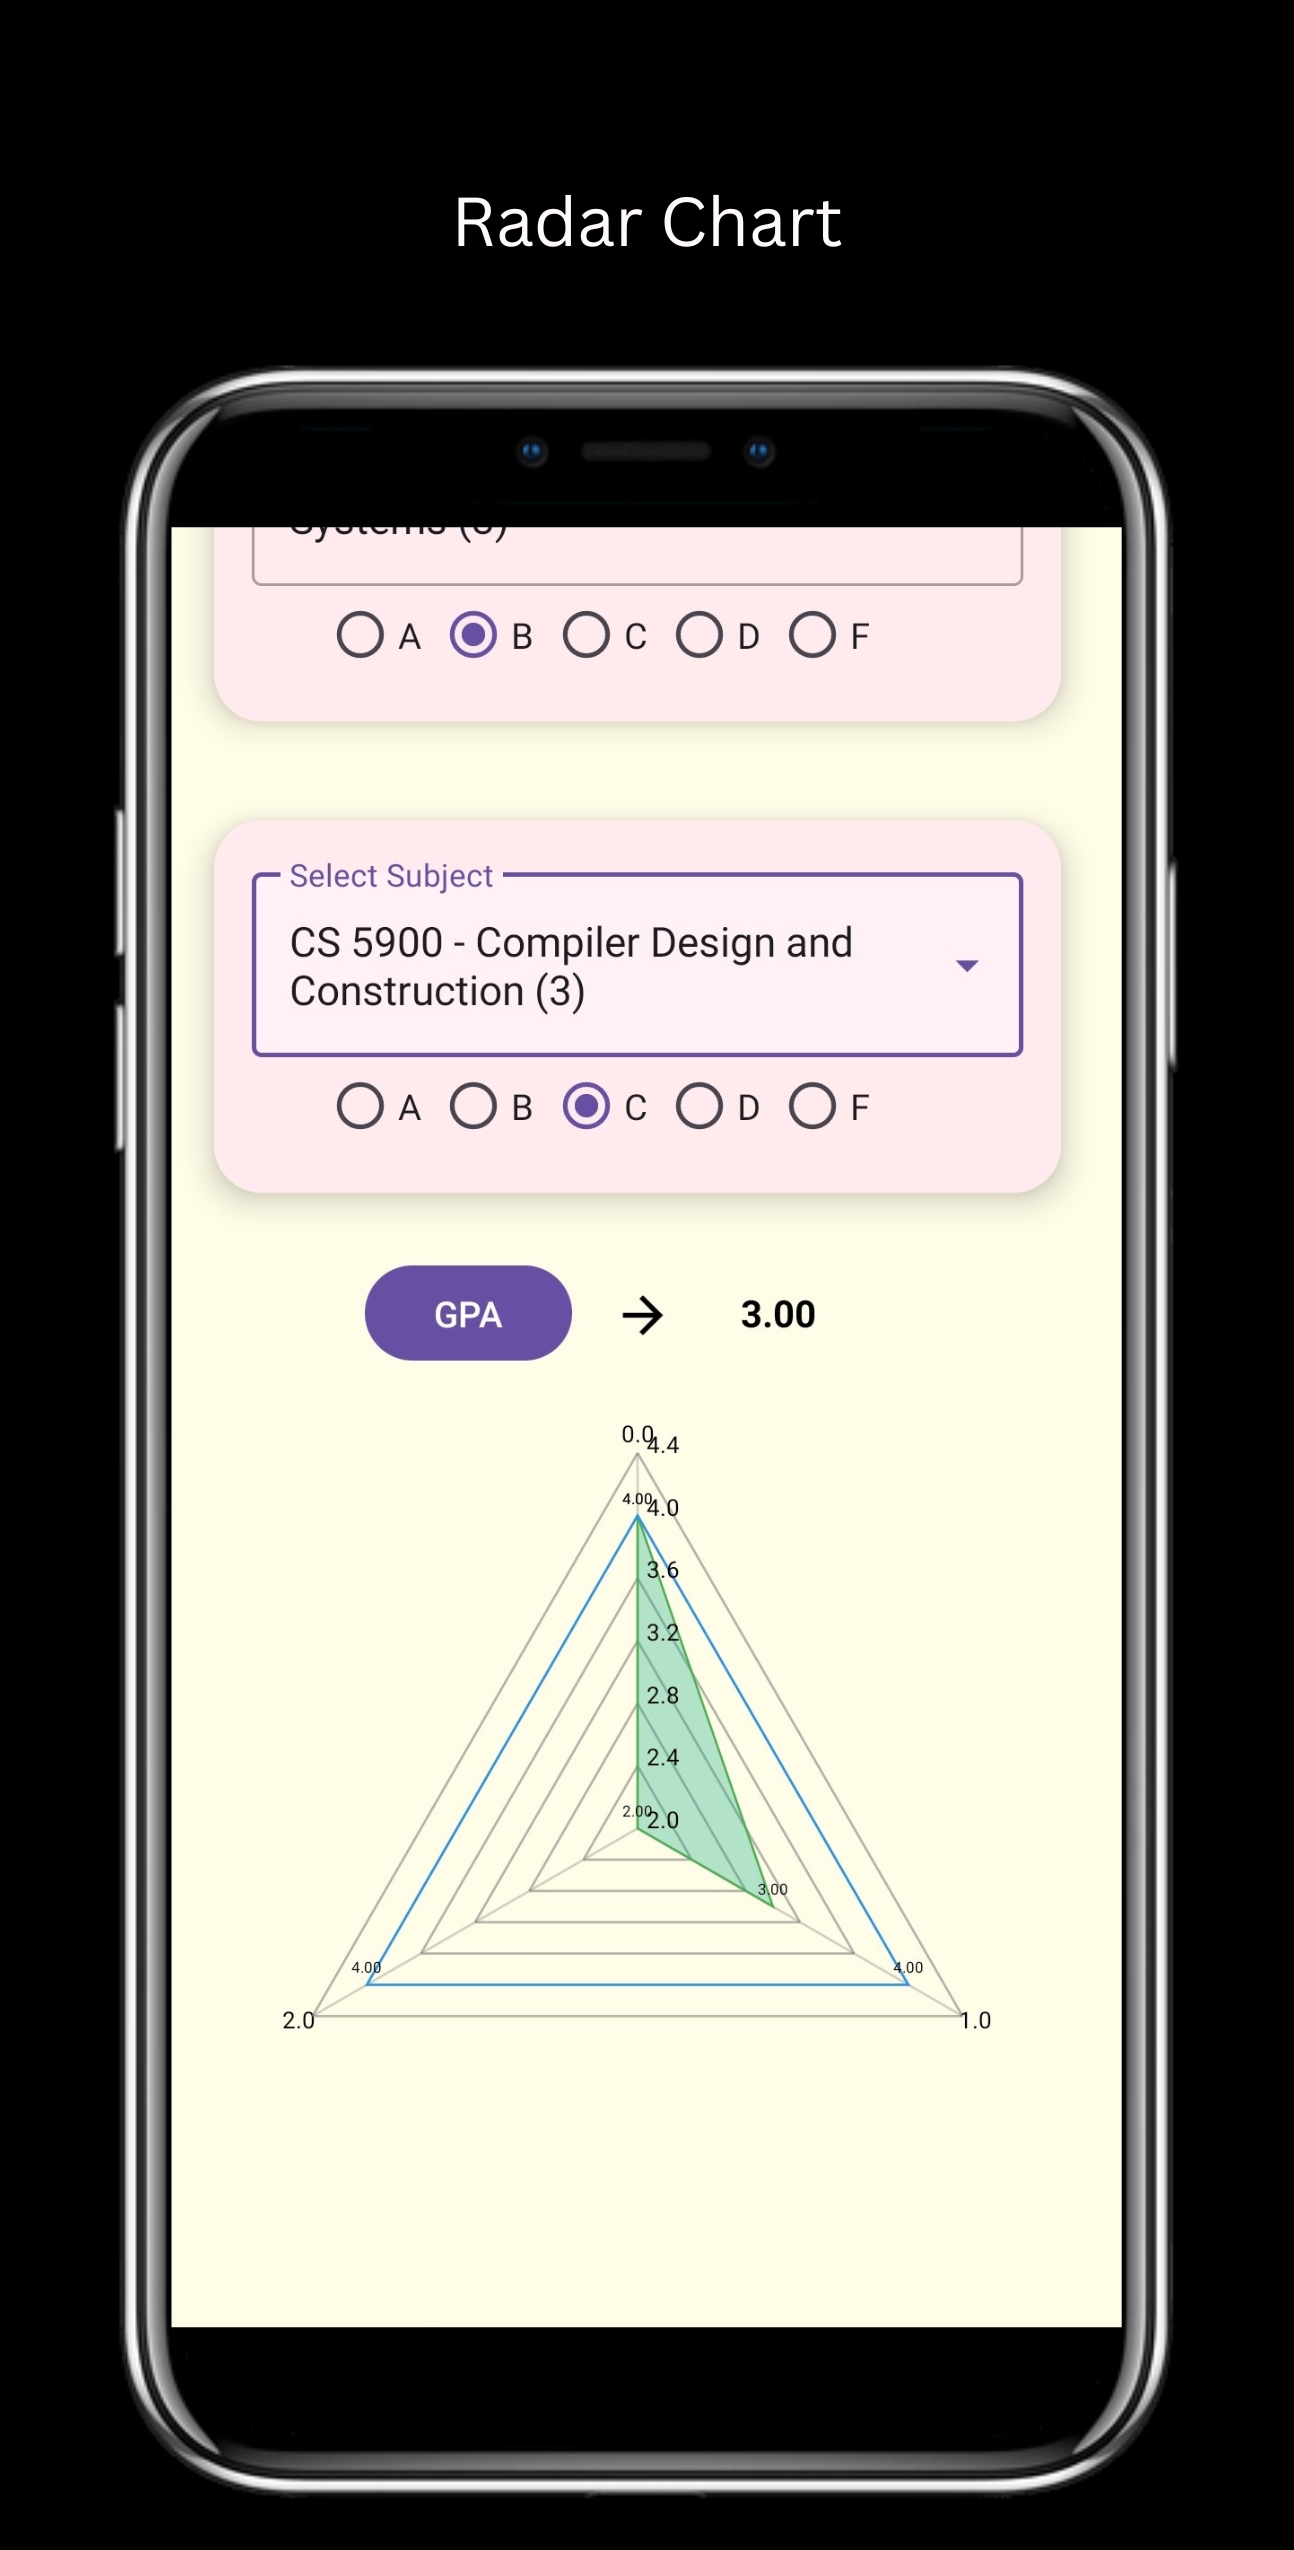 Radar Chart
Systems (3)
A B C D F
Select Subject
CS 5900 - Compiler Design and
Construction (3)
A B C D F
GPA → 3.00
0.0
4.4
4.00
4.0
3.6
3.2
2.8
2.4
2.00
2.0
3.00
4.00
4.00
2.0
1.0